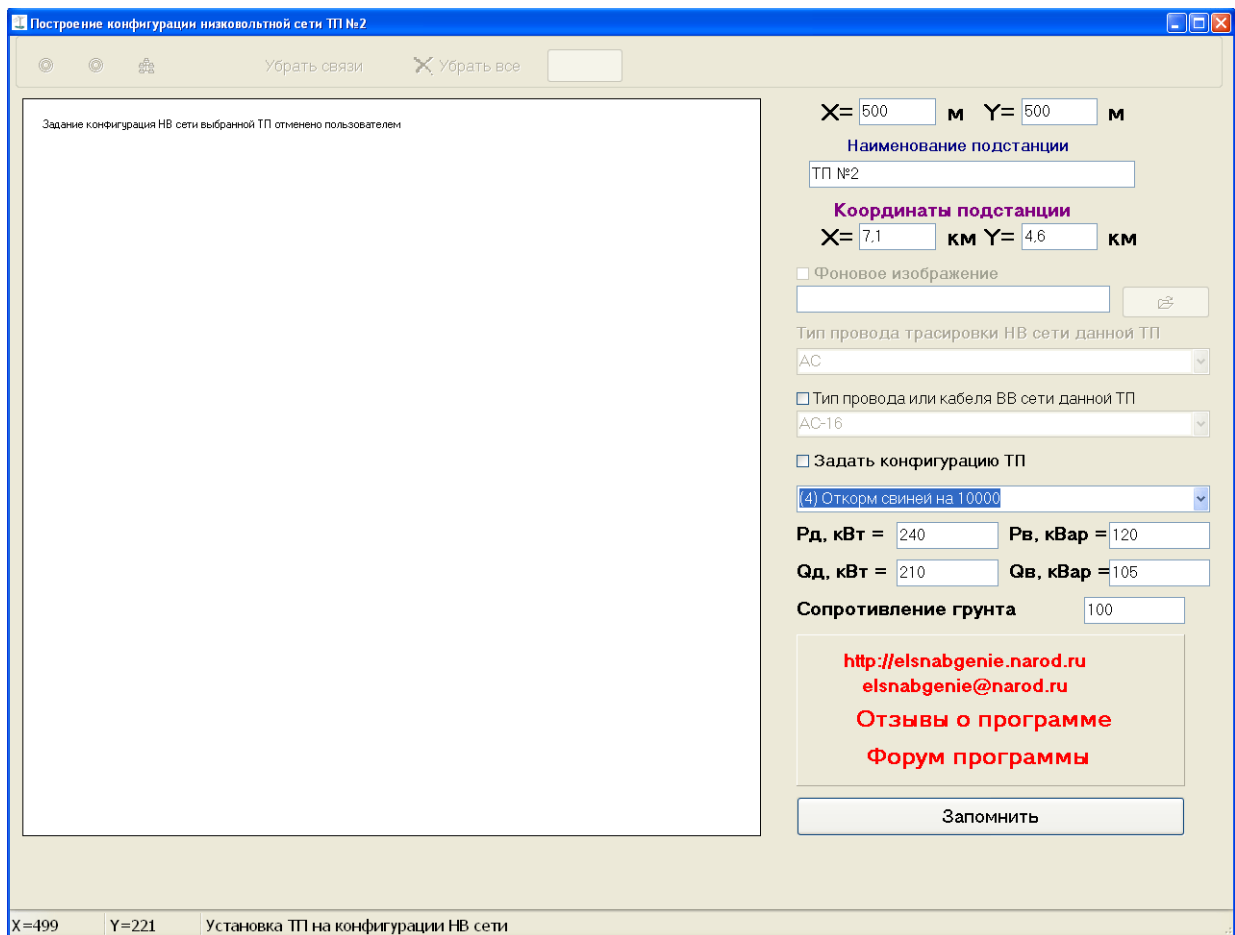 Построение конфигурации низковольтной сети ТП №2
Убрать связи Убрать все
Задание конфигурация НВ сети выбранной ТП отменено пользователем
X= 500 м Y= 500 м
Наименование подстанции
ТП №2
Координаты подстанции
X= 7,1 км Y= 4,6 км
Фоновое изображение
Тип провода трасировки НВ сети данной ТП
АС
Тип провода или кабеля ВВ сети данной ТП
АС-16
Задать конфигурацию ТП
(4) Откорм свиней на 10000
Рд, кВт = 240 Рв, кВар = 120
Qд, кВт = 210 Qв, кВар = 105
Сопротивление грунта 100
http://elsnabgenie.narod.ru
elsnabgenie@narod.ru
Отзывы о программе
Форум программы
Запомнить
X=499 Y=221 Установка ТП на конфигурации НВ сети